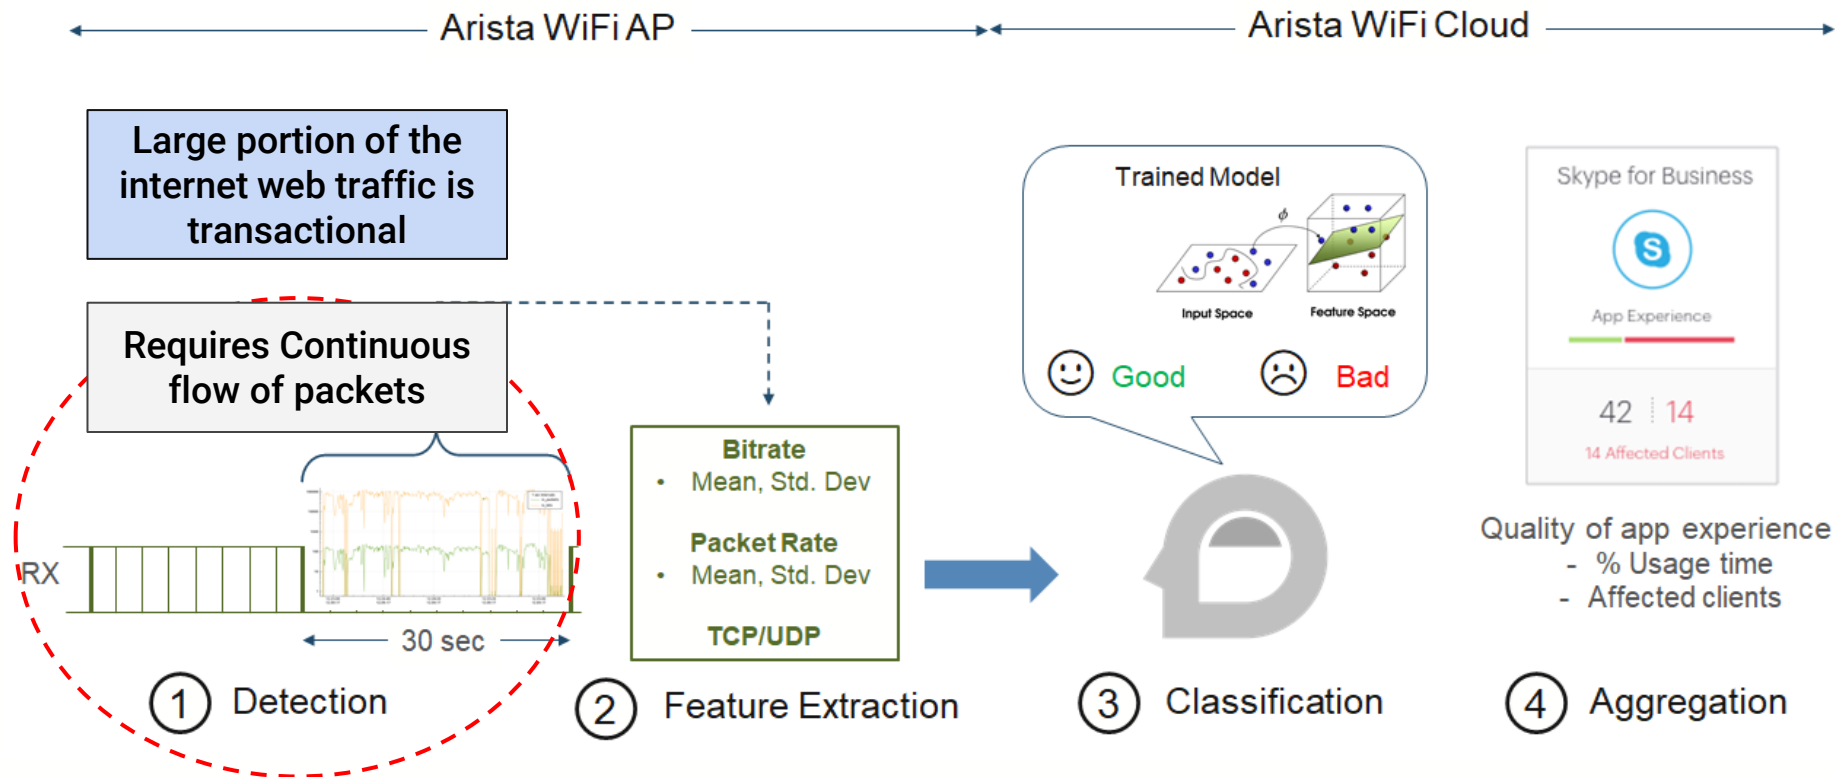 Arista WiFi AP
Arista WiFi Cloud
Large portion of the
internet web traffic is
transactional
Requires Continuous
flow of packets
RX
30 sec
1 Detection
Bitrate
• Mean, Std. Dev
Packet Rate
• Mean, Std. Dev
TCP/UDP
2 Feature Extraction
Trained Model
ϕ
Input Space
Feature Space
Good
Bad
3 Classification
Skype for Business
S
App Experience
42 14
14 Affected Clients
Quality of app experience
- % Usage time
- Affected clients
4 Aggregation